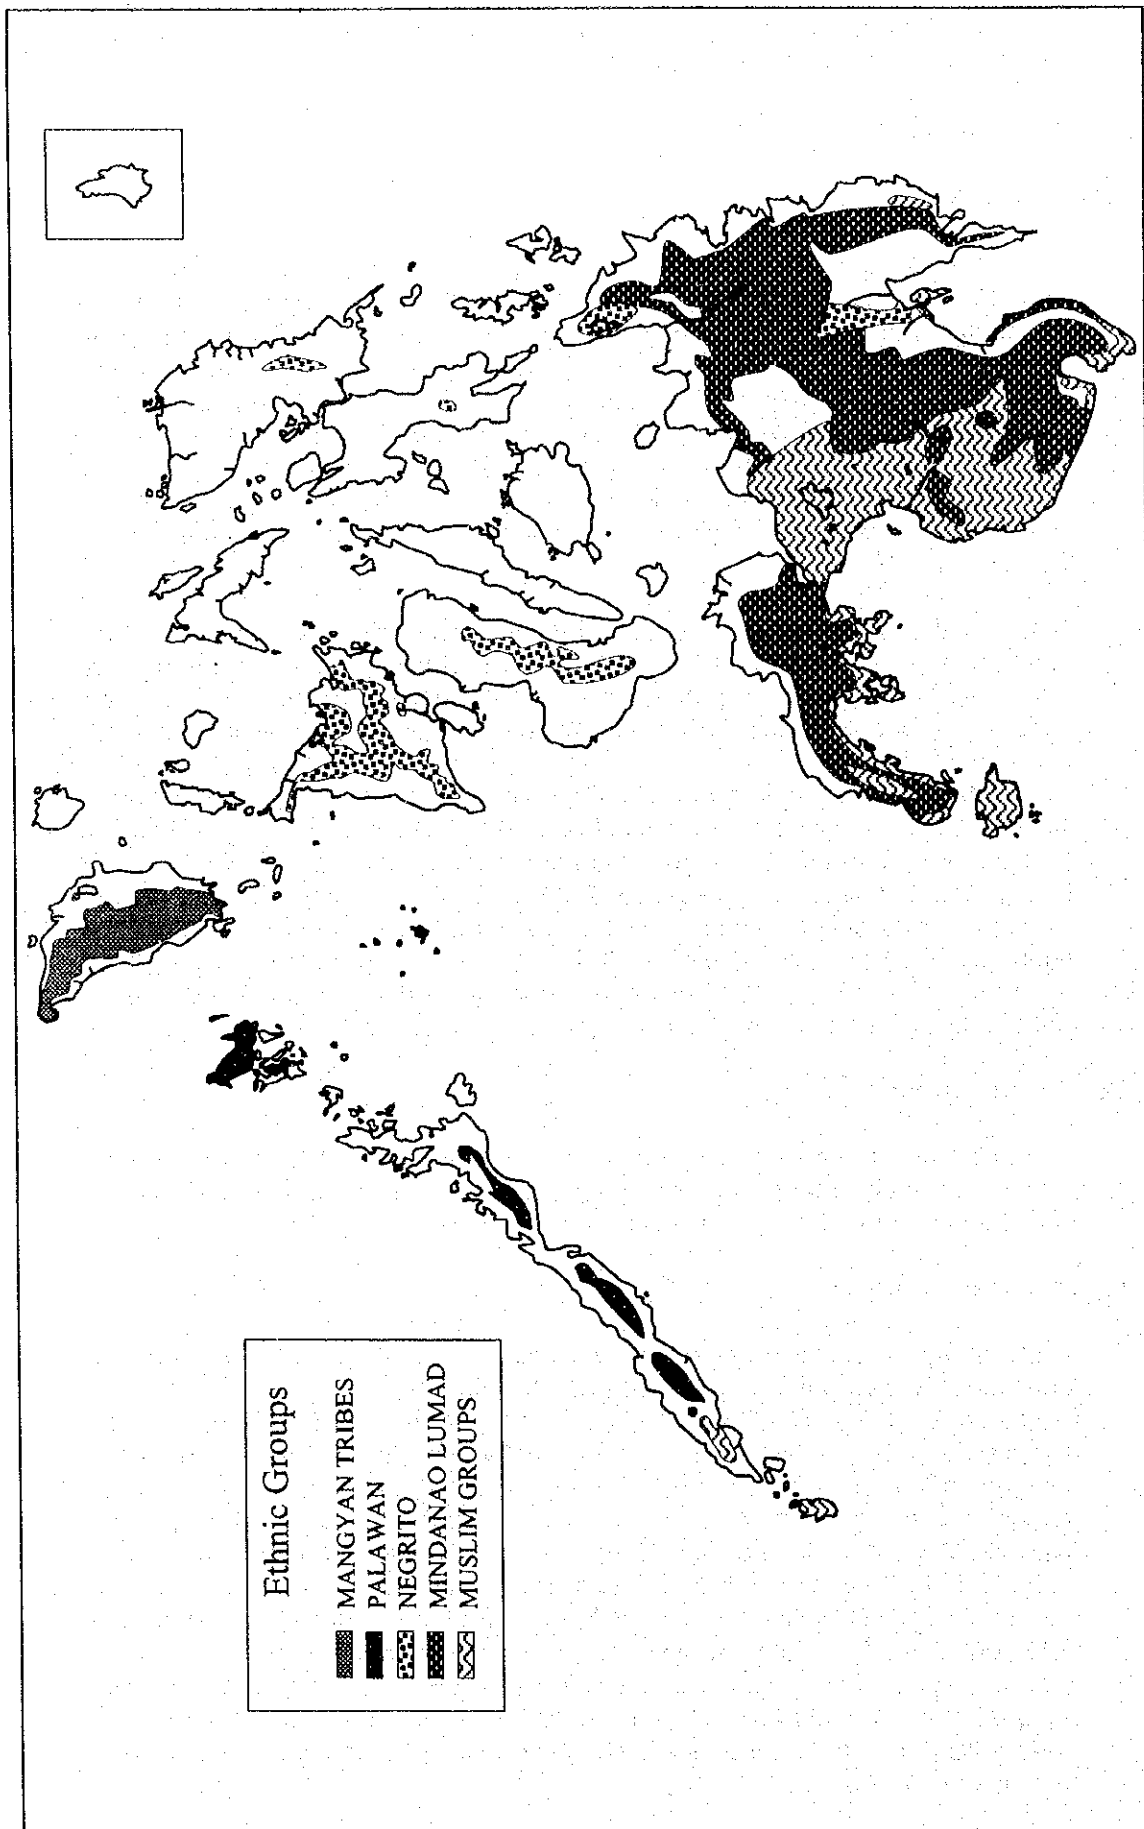 Ethnic Groups
MANGYAN TRIBES
PALAWAN
NEGRITO
MINDANAO LUMAD
MUSLIM GROUPS